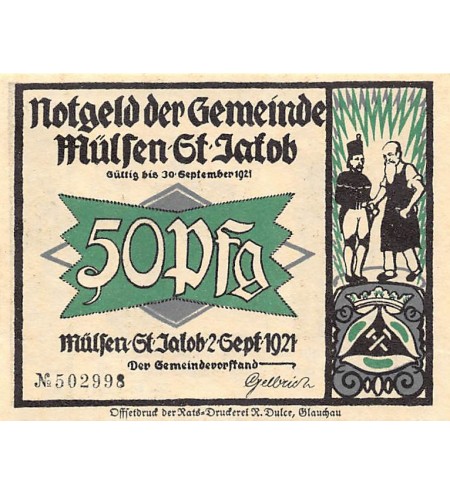 Notgeld der Gemeinde
Mülsen-St. Jakob
Gültig bis 30. September 1921
50 Pfg
Mülsen-St. Jakob 2. Sept. 1921
Der Gemeindevorstand
Gelbrich
№ 502998
Offsetdruck der Rats-Druckerei R. Dulce, Glauchau